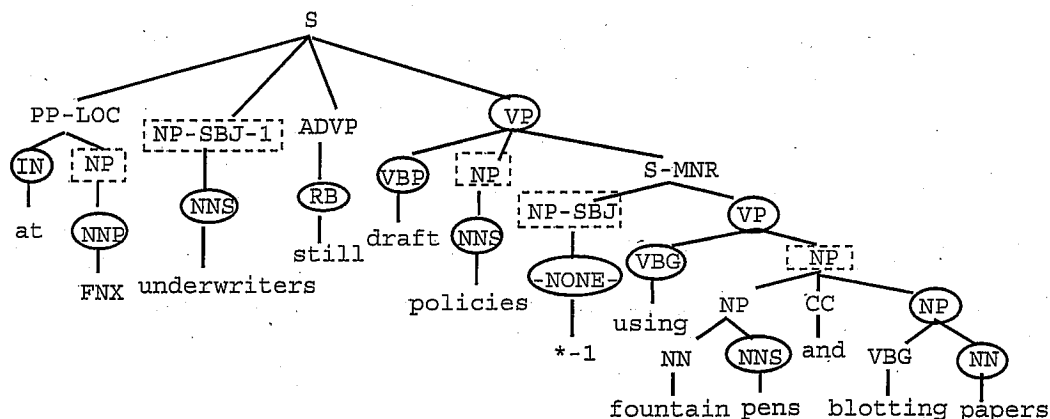 S
PP-LOC NP-SBJ-1 ADVP VP
IN NP NNS RB VBP NP S-MNR
at NNP underwriters still draft NNS NP-SBJ VP
FNX policies -NONE- VBG NP
*-1 using NP CC NP
NN NNS and VBG NN
fountain pens blotting papers